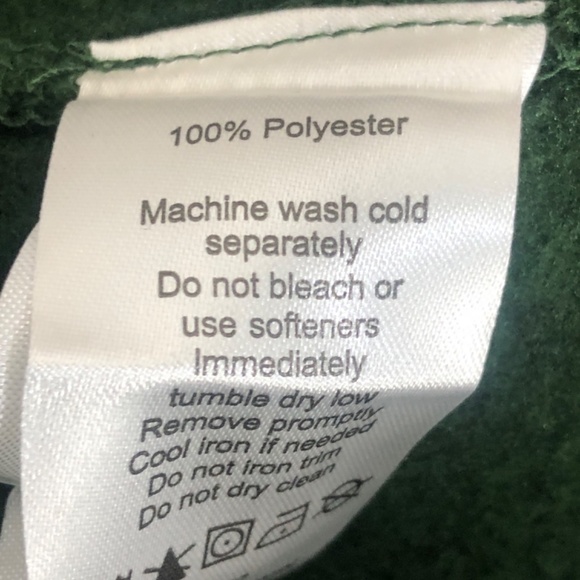 100% Polyester
Machine wash cold
separately
Do not bleach or
use softeners
Immediately
tumble dry low
Remove promptly
Cool iron if needed
Do not iron trim
Do not dry clean